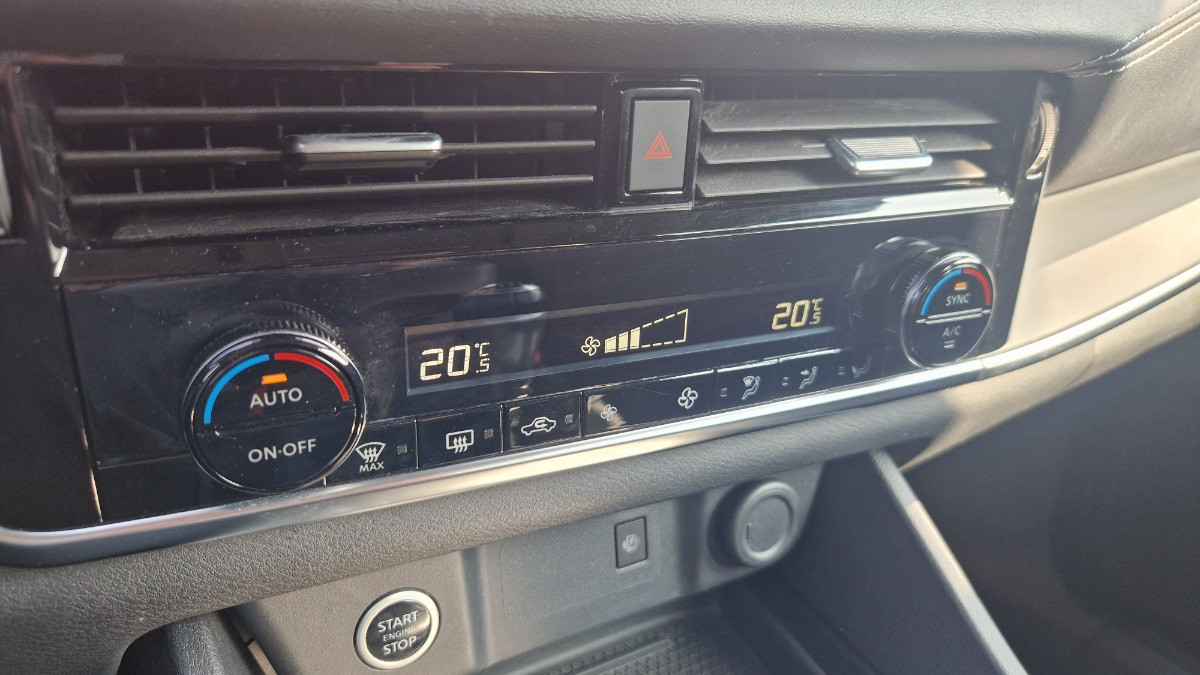 20.5°C
20.5°C
AUTO
ON·OFF
SYNC
A/C
MAX
START
ENGINE
STOP